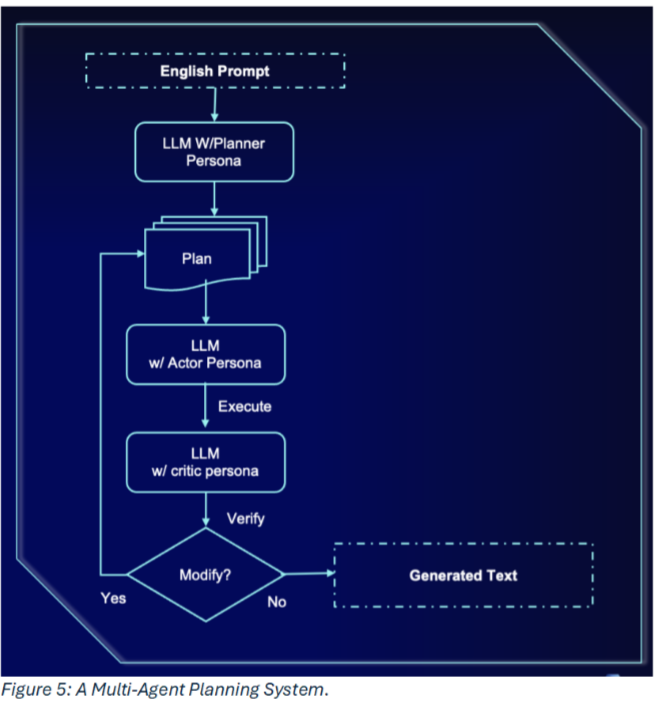 English Prompt
LLM W/Planner
Persona
Plan
LLM
w/ Actor Persona
Execute
LLM
w/ critic persona
Verify
Modify?
Generated Text
Yes
No
Figure 5: A Multi-Agent Planning System.